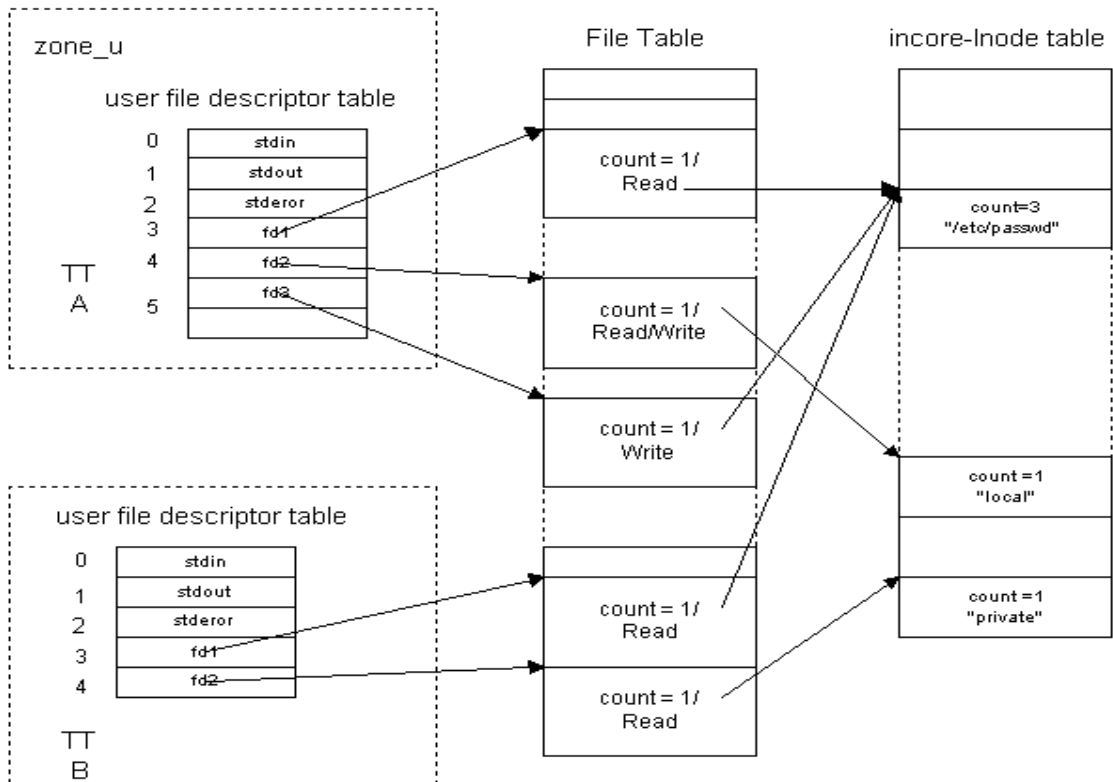 File Table
incore-Inode table
zone_u
user file descriptor table
0
stdin
1
stdout
2
stderor
3
fd1
4
fd2
fd3
5
TT
A
count = 1/
Read
count = 1/
Read/Write
count = 1/
Write
count=3
"/etc/passwd"
count =1
"local"
count =1
"private"
user file descriptor table
0
stdin
1
stdout
2
stderor
3
fd1
4
fd2
TT
B
count = 1/
Read
count = 1/
Read